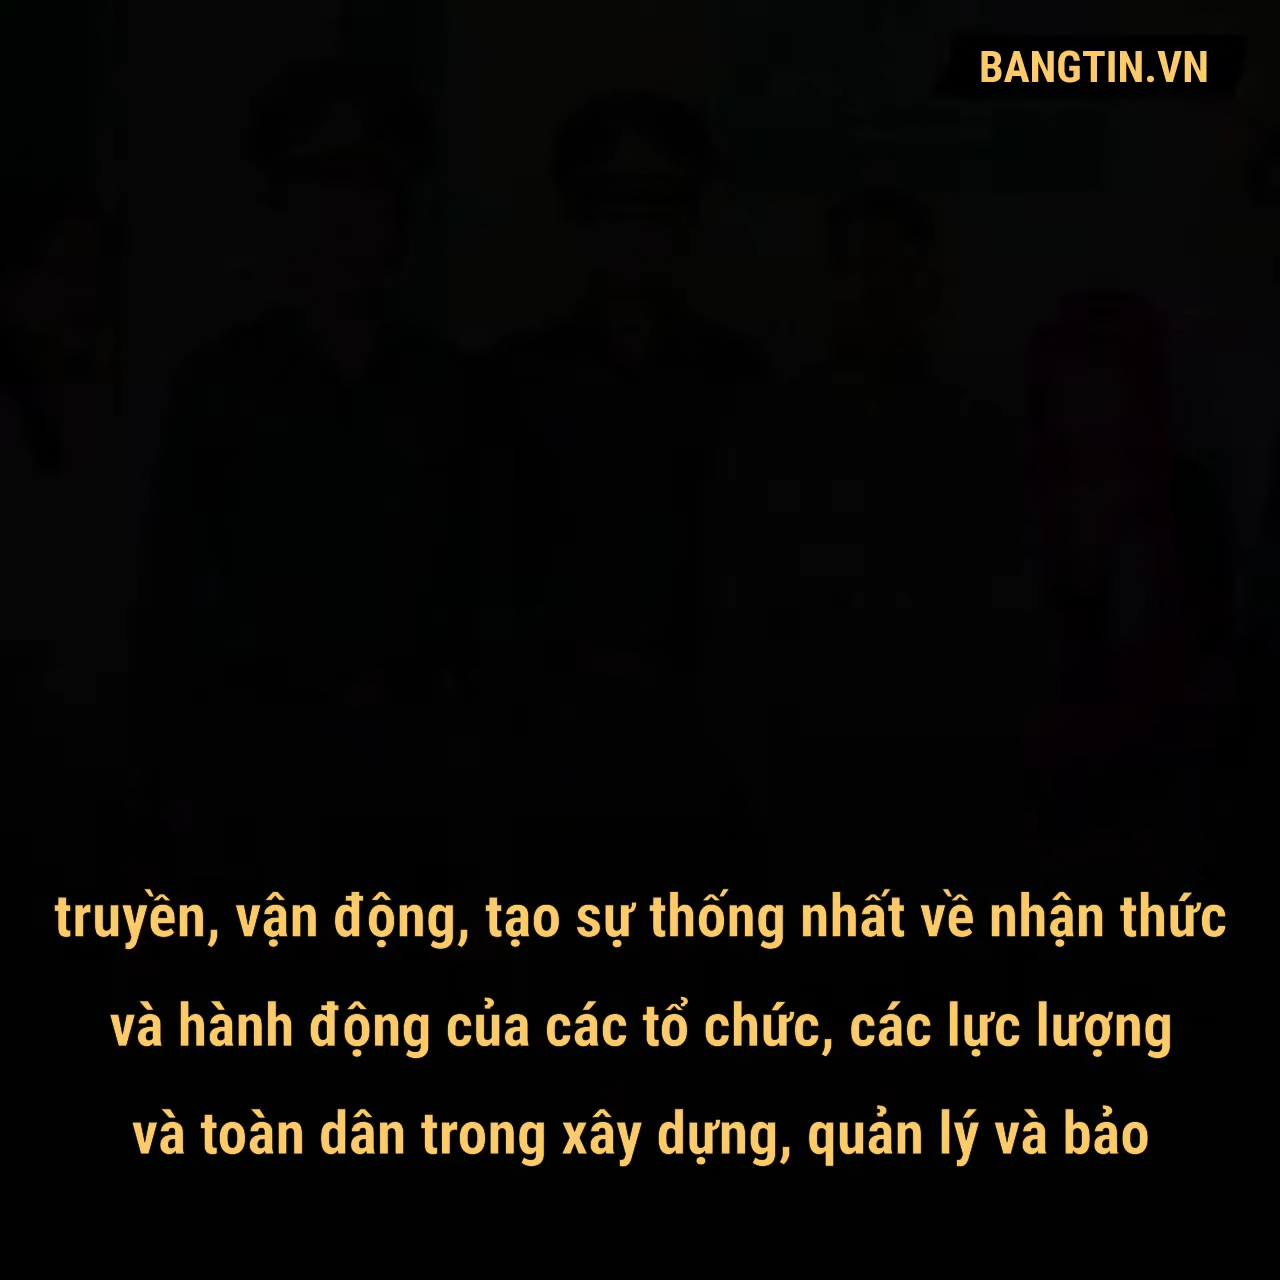 BANGTIN.VN
truyền, vận động, tạo sự thống nhất về nhận thức
và hành động của các tổ chức, các lực lượng
và toàn dân trong xây dựng, quản lý và bảo